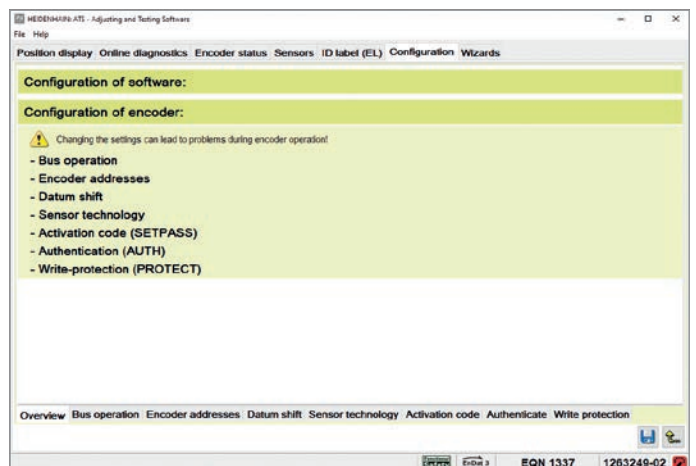 HEIDENHAIN: ATS - Adjusting and Testing Software
File Help
Position display Online diagnostics Encoder status Sensors ID label (EL) Configuration Wizards
Configuration of software:
Configuration of encoder:
Changing the settings can lead to problems during encoder operation!
- Bus operation
- Encoder addresses
- Datum shift
- Sensor technology
- Activation code (SETPASS)
- Authentication (AUTH)
- Write-protection (PROTECT)
Overview Bus operation Encoder addresses Datum shift Sensor technology Activation code Authenticate Write protection
EnDat 3 EQN 1337 1263249-02